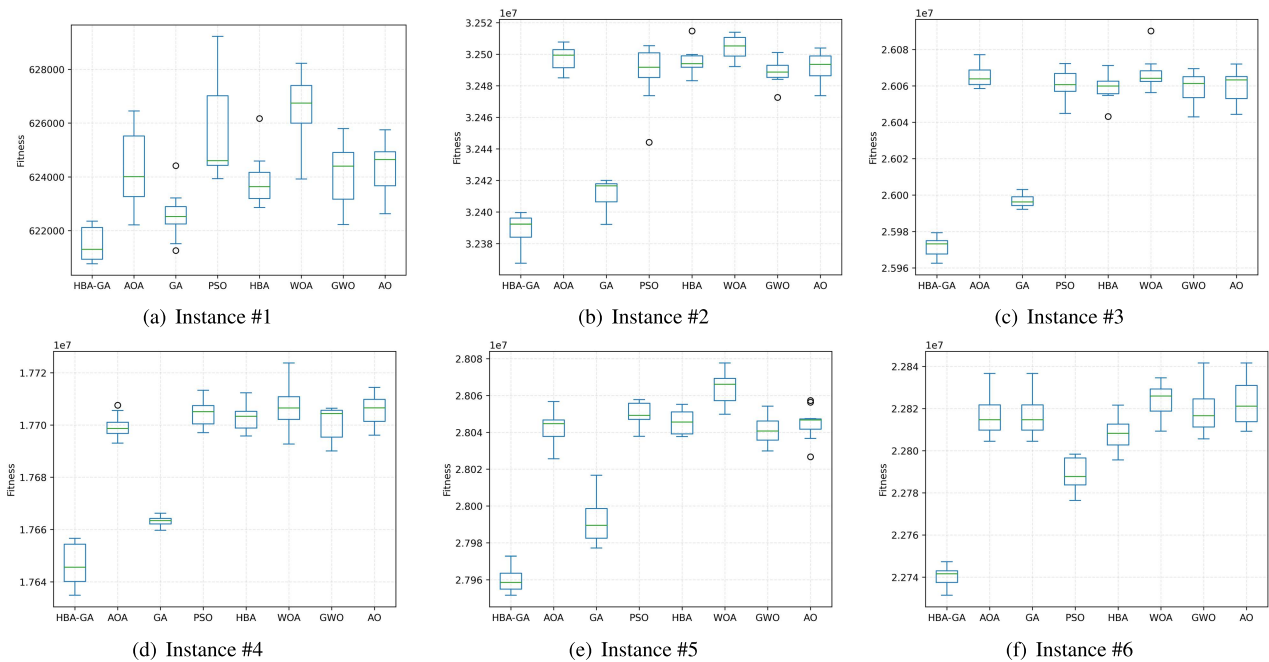 628000
626000
624000
622000
Fitness
HBA-GA AOA GA PSO HBA WOA GWO AO
(a) Instance #1
1e7
3.252
3.250
3.248
3.246
3.244
3.242
3.240
3.238
Fitness
HBA-GA AOA GA PSO HBA WOA GWO AO
(b) Instance #2
1e7
2.608
2.606
2.604
2.602
2.600
2.598
2.596
Fitness
HBA-GA AOA GA PSO HBA WOA GWO AO
(c) Instance #3
1e7
1.772
1.770
1.768
1.766
1.764
Fitness
HBA-GA AOA GA PSO HBA WOA GWO AO
(d) Instance #4
1e7
2.808
2.806
2.804
2.802
2.800
2.798
2.796
Fitness
HBA-GA AOA GA PSO HBA WOA GWO AO
(e) Instance #5
1e7
2.284
2.282
2.280
2.278
2.276
2.274
Fitness
HBA-GA AOA GA PSO HBA WOA GWO AO
(f) Instance #6